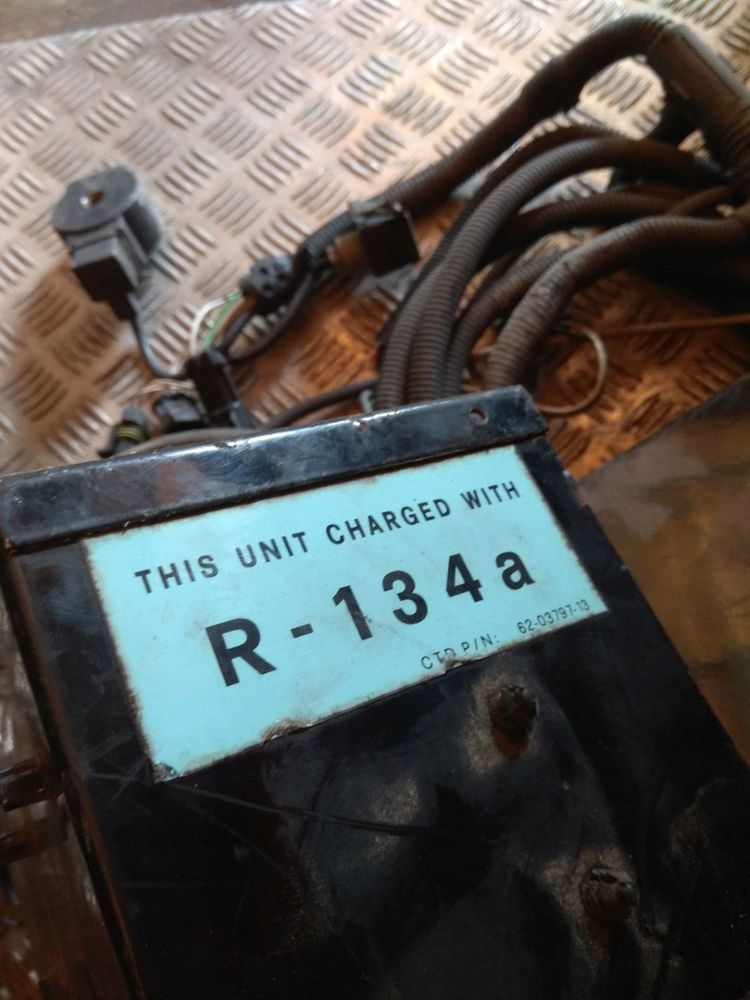 THIS UNIT CHARGED WITH
R-134a
CTD P/N: 62-03797-13